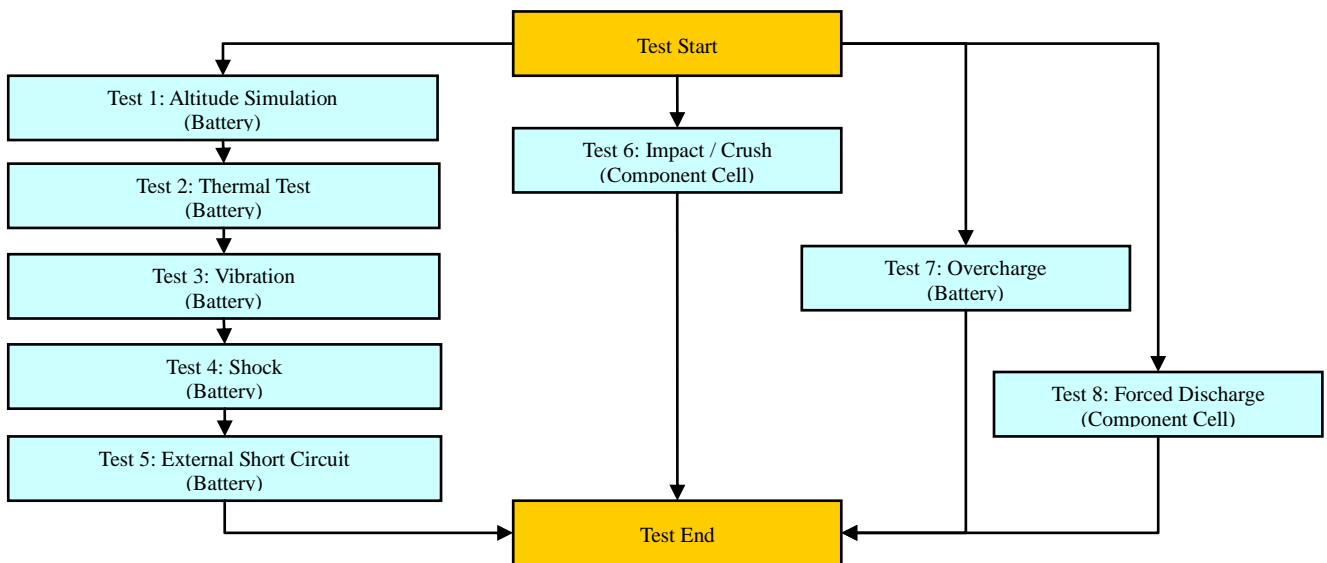 Test Start
Test 1: Altitude Simulation
(Battery)
Test 2: Thermal Test
(Battery)
Test 3: Vibration
(Battery)
Test 4: Shock
(Battery)
Test 5: External Short Circuit
(Battery)
Test 6: Impact / Crush
(Component Cell)
Test 7: Overcharge
(Battery)
Test 8: Forced Discharge
(Component Cell)
Test End